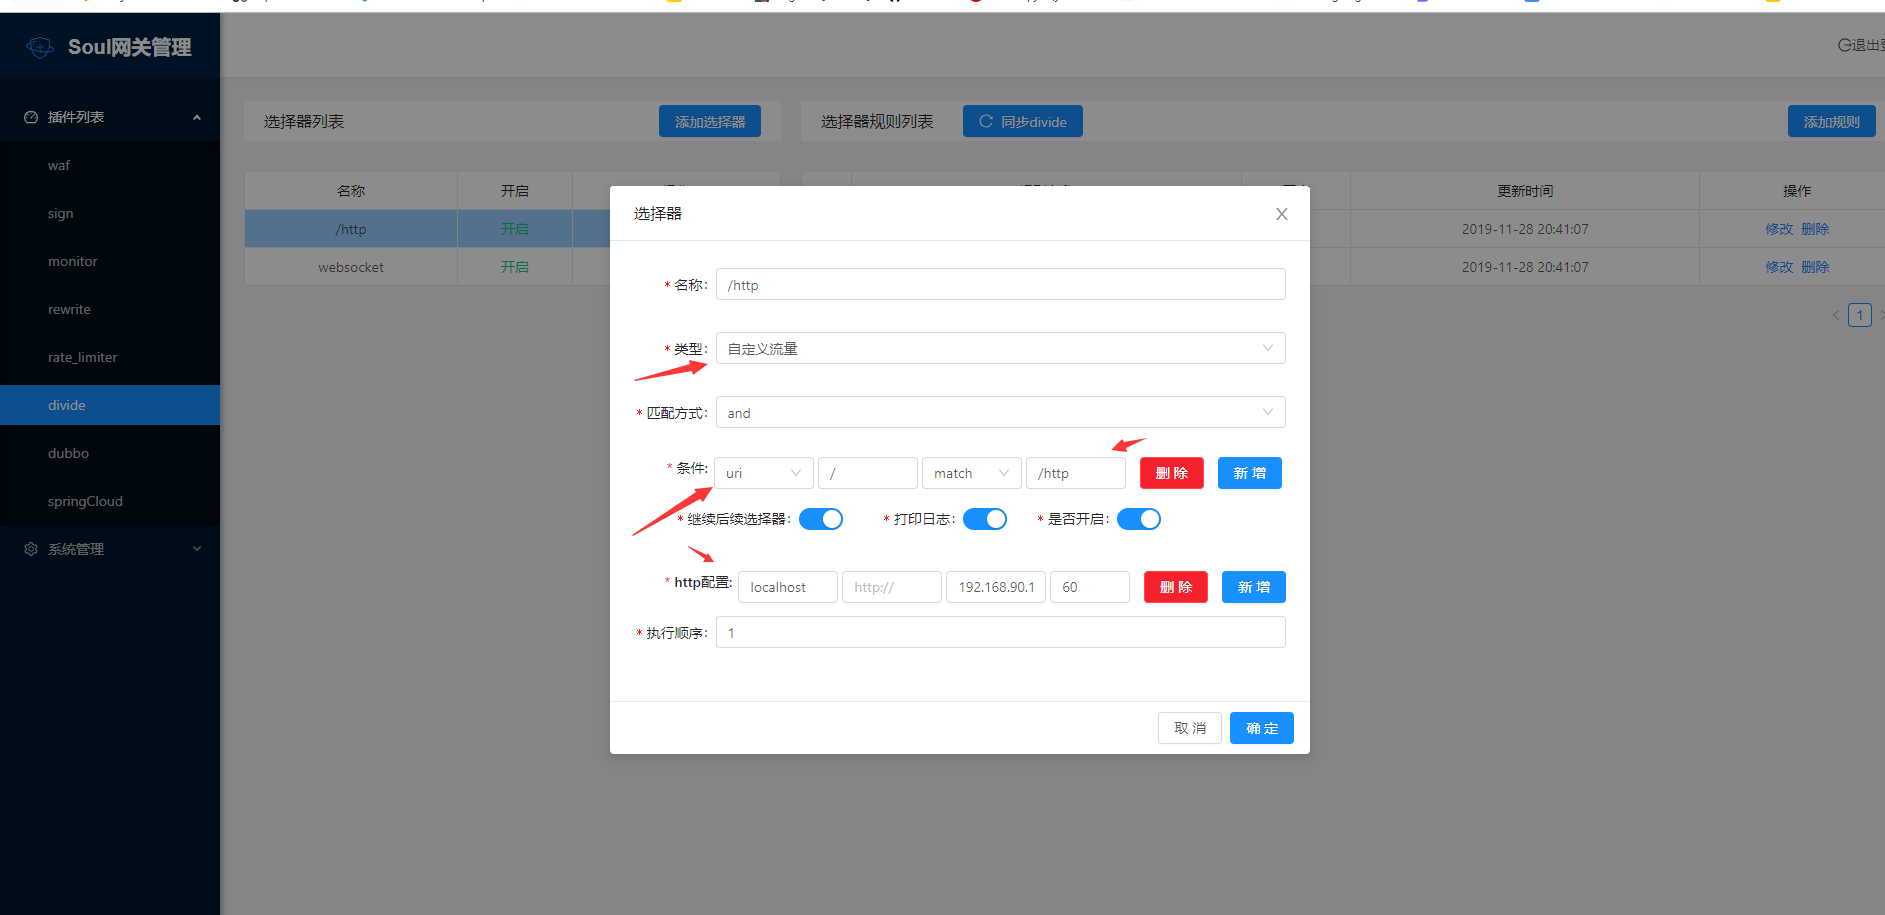 Soul网关管理
退出登
插件列表
waf
sign
monitor
rewrite
rate_limiter
divide
dubbo
springCloud
系统管理
选择器列表
添加选择器
选择器规则列表
同步divide
添加规则
名称 开启
/http 开启
websocket 开启
更新时间 操作
2019-11-28 20:41:07 修改 删除
2019-11-28 20:41:07 修改 删除
1
选择器
* 名称: /http
* 类型: 自定义流量
* 匹配方式: and
* 条件: uri / match /http 删 除 新 增
* 继续后续选择器: * 打印日志: * 是否开启:
* http配置: localhost http:// 192.168.90.1 60 删 除 新 增
* 执行顺序: 1
取 消 确 定